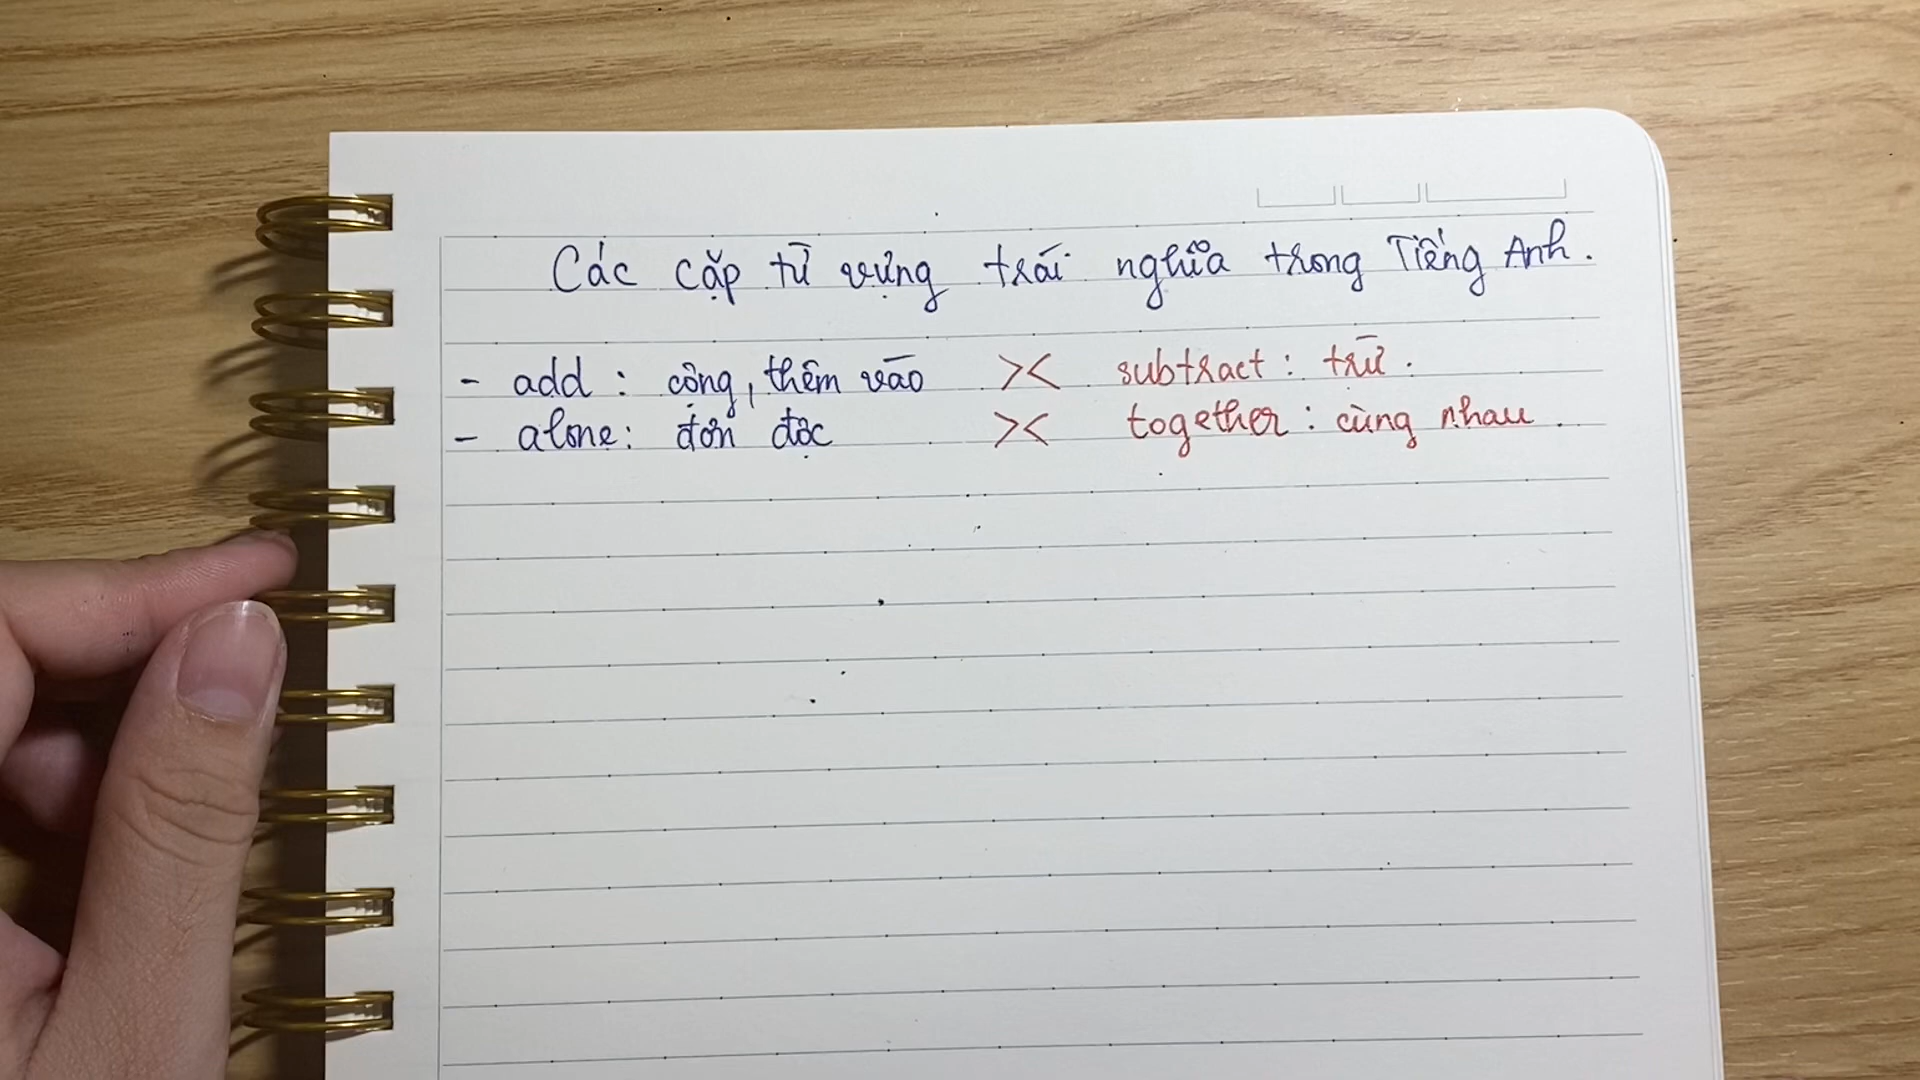 Các cặp từ vựng trái nghĩa trong Tiếng Anh.
- add : cộng, thêm vào >< subtract : trừ.
- alone : đơn độc >< together : cùng nhau.